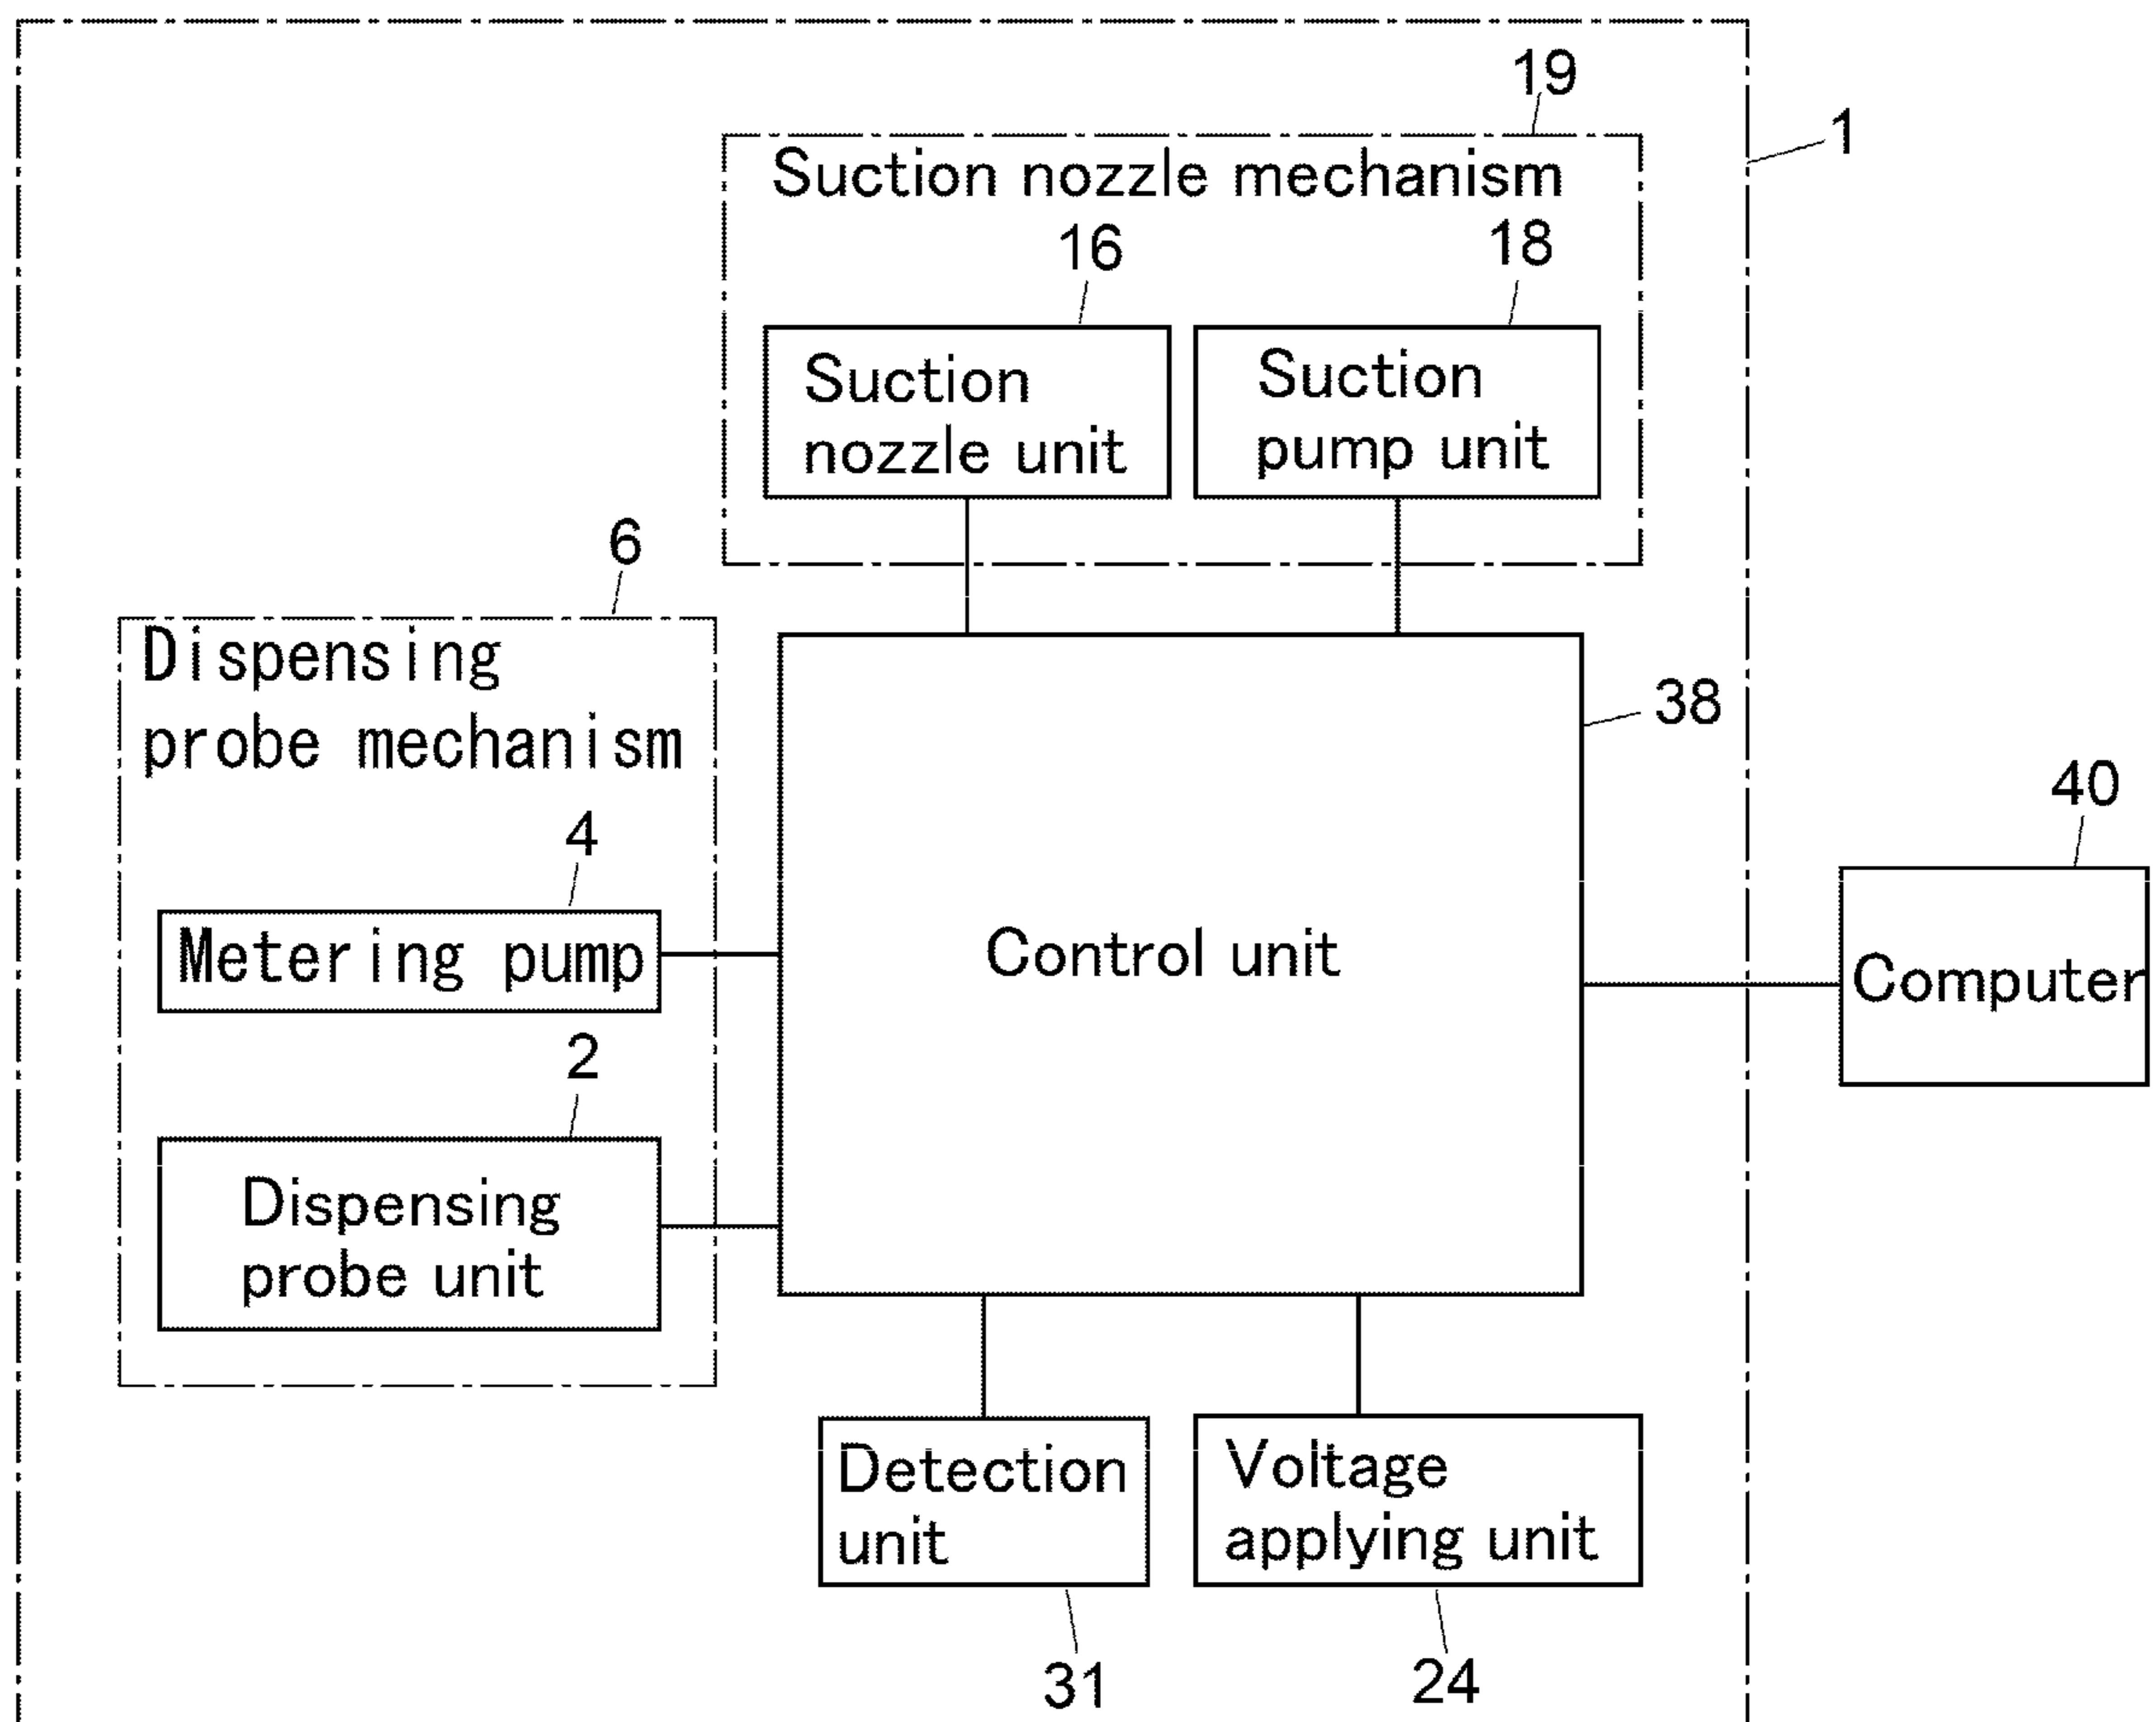 19
1
Suction nozzle mechanism
16
18
Suction
nozzle unit
Suction
pump unit
6
Dispensing
probe mechanism
38
4
Metering pump
Control unit
40
Computer
2
Dispensing
probe unit
Detection
unit
Voltage
applying unit
31
24